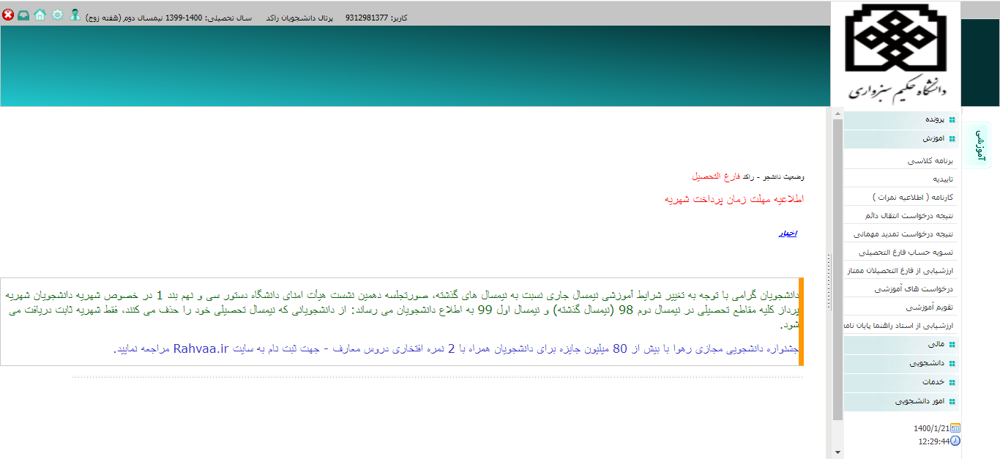 کاربر: 9312981377 پرتال دانشجویان راکد سال تحصیلی: 1400-1399 نیمسال دوم (هفته زوج)
دانشگاه حکیم سبزواری
آموزشی
پرونده
آموزش
برنامه کلاسی
تاییدیه
کارنامه ( اطلاعیه نمرات )
نتیجه درخواست انتقال دائم
نتیجه درخواست تمدید مهمانی
تسویه حساب فارغ التحصیلی
ارزشیابی از فارغ التحصیلان ممتاز
درخواست های آموزشی
تقویم آموزشی
ارزشیابی از استاد راهنما پایان نامه
مالی
دانشجویی
خدمات
امور دانشجویی
1400/1/21
12:29:44
وضعیت دانشجو - راکد فارغ التحصیل
اطلاعیه مهلت زمان پرداخت شهریه
اخبار
دانشجویان گرامی با توجه به تغییر شرایط آموزشی نیمسال جاری نسبت به نیمسال های گذشته، صورتجلسه دهمین نشست هیأت امنای دانشگاه دستور سی و نهم بند 1 در خصوص شهریه دانشجویان شهریه
پرداز کلیه مقاطع تحصیلی در نیمسال دوم 98 (نیمسال گذشته) و نیمسال اول 99 به اطلاع دانشجویان می رساند: از دانشجویانی که نیمسال تحصیلی خود را حذف می کنند، فقط شهریه ثابت دریافت می
شود.
جشنواره دانشجویی مجازی رهوا با بیش از 80 میلیون جایزه برای دانشجویان همراه با 2 نمره افتخاری دروس معارف - جهت ثبت نام به سایت Rahvaa.ir مراجعه نمایید.